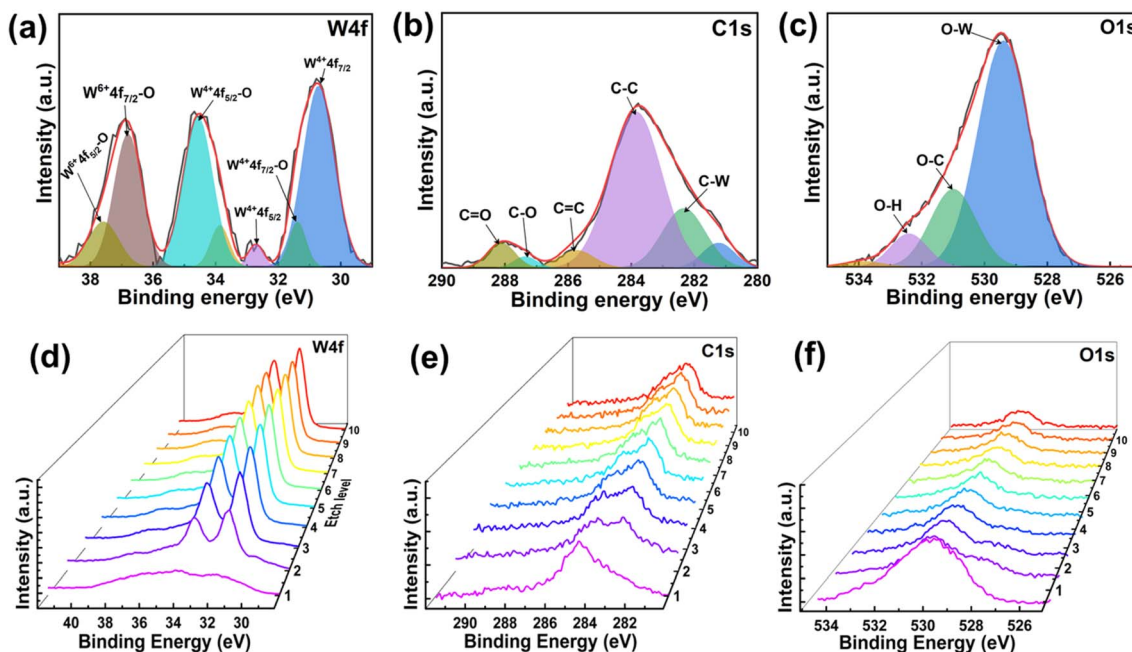 (a)
W4f
W⁶⁺4f₅/₂-O
W⁶⁺4f₇/₂-O
W⁴⁺4f₅/₂-O
W⁴⁺4f₅/₂
W⁴⁺4f₇/₂-O
W⁴⁺4f₇/₂
Intensity (a.u.)
38 36 34 32 30
Binding energy (eV)
(b)
C1s
C=O
C-O
C=C
C-C
C-W
Intensity (a.u.)
290 288 286 284 282 280
Binding energy (eV)
(c)
O1s
O-H
O-C
O-W
Intensity (a.u.)
534 532 530 528 526
Binding energy (eV)
(d)
W4f
Intensity (a.u.)
40 38 36 34 32 30
Binding Energy (eV)
1 2 3 4 5 6 7 8 9 10
Etch level
(e)
C1s
Intensity (a.u.)
290 288 286 284 282
Binding Energy (eV)
1 2 3 4 5 6 7 8 9 10
(f)
O1s
Intensity (a.u.)
534 532 530 528 526
Binding Energy (eV)
1 2 3 4 5 6 7 8 9 10